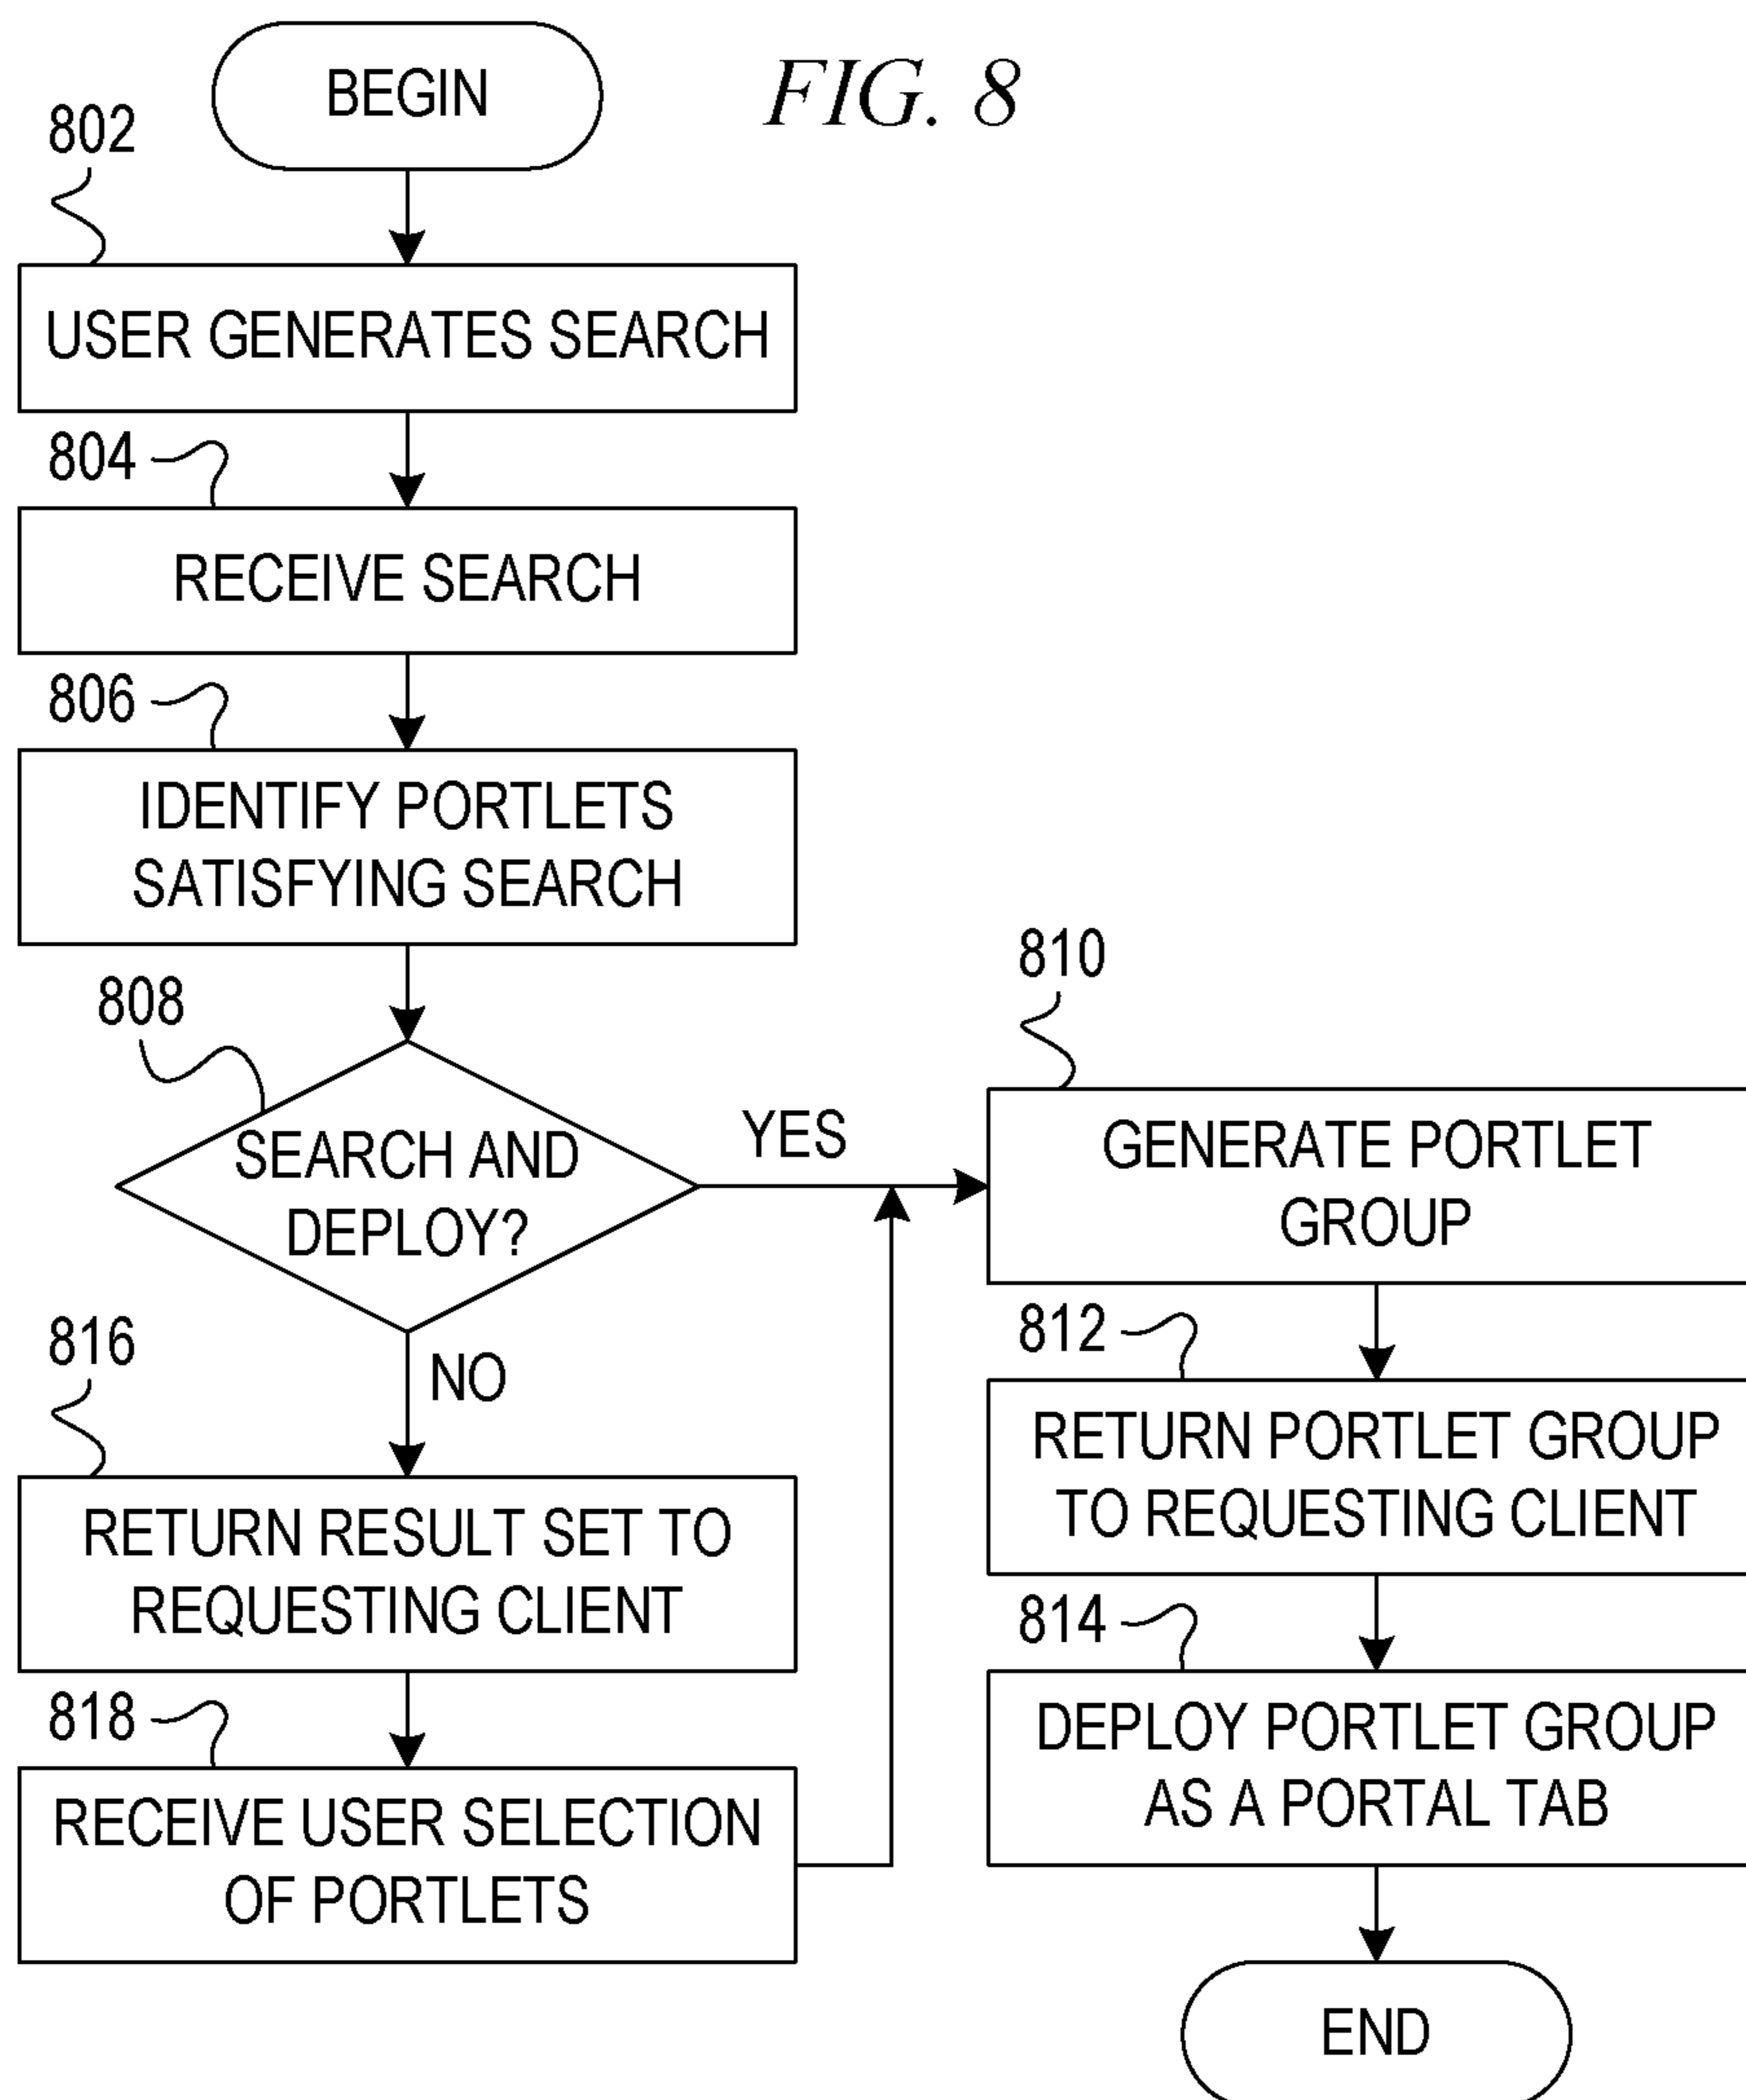 BEGIN
FIG. 8
802
USER GENERATES SEARCH
804
RECEIVE SEARCH
806
IDENTIFY PORTLETS
SATISFYING SEARCH
808
SEARCH AND
DEPLOY?
YES
NO
810
GENERATE PORTLET
GROUP
812
RETURN PORTLET GROUP
TO REQUESTING CLIENT
814
DEPLOY PORTLET GROUP
AS A PORTAL TAB
816
RETURN RESULT SET TO
REQUESTING CLIENT
818
RECEIVE USER SELECTION
OF PORTLETS
END